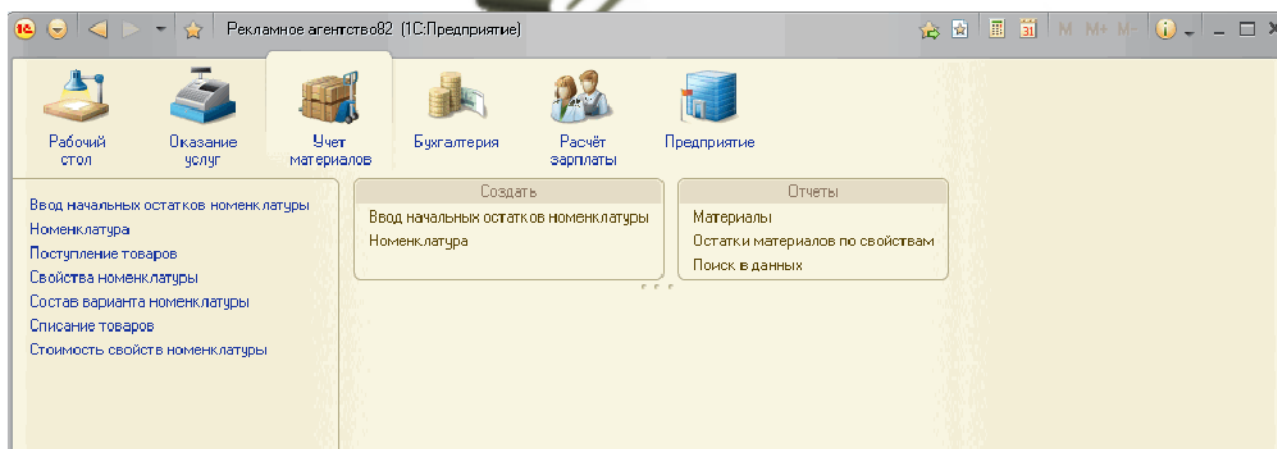 1С Рекламное агентство82 (1С:Предприятие) 31 M M+ M-
Рабочий стол
Оказание услуг
Учет материалов
Бухгалтерия
Расчёт зарплаты
Предприятие
Ввод начальных остатков номенклатуры
Номенклатура
Поступление товаров
Свойства номенклатуры
Состав варианта номенклатуры
Списание товаров
Стоимость свойств номенклатуры
Создать
Ввод начальных остатков номенклатуры
Номенклатура
Отчеты
Материалы
Остатки материалов по свойствам
Поиск в данных